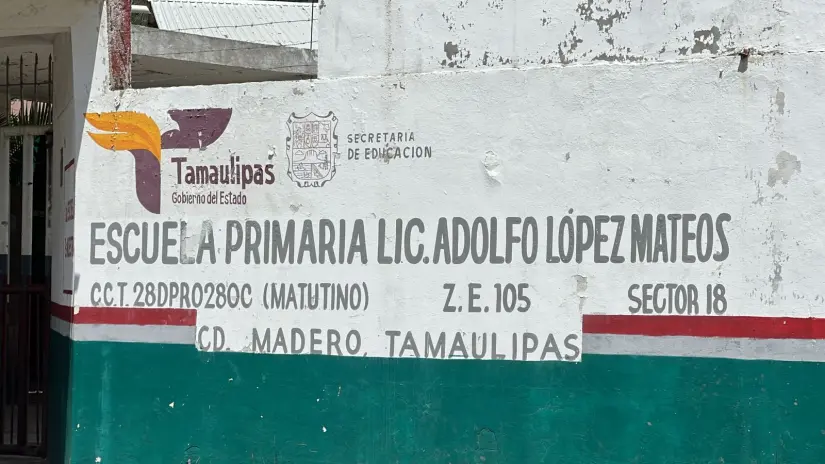 Tamaulipas
Gobierno del Estado
SECRETARIA
DE EDUCACION
ESCUELA PRIMARIA LIC. ADOLFO LÓPEZ MATEOS
C.C.T. 28DPR0280C (MATUTINO) Z.E. 105 SECTOR 18
CD. MADERO, TAMAULIPAS